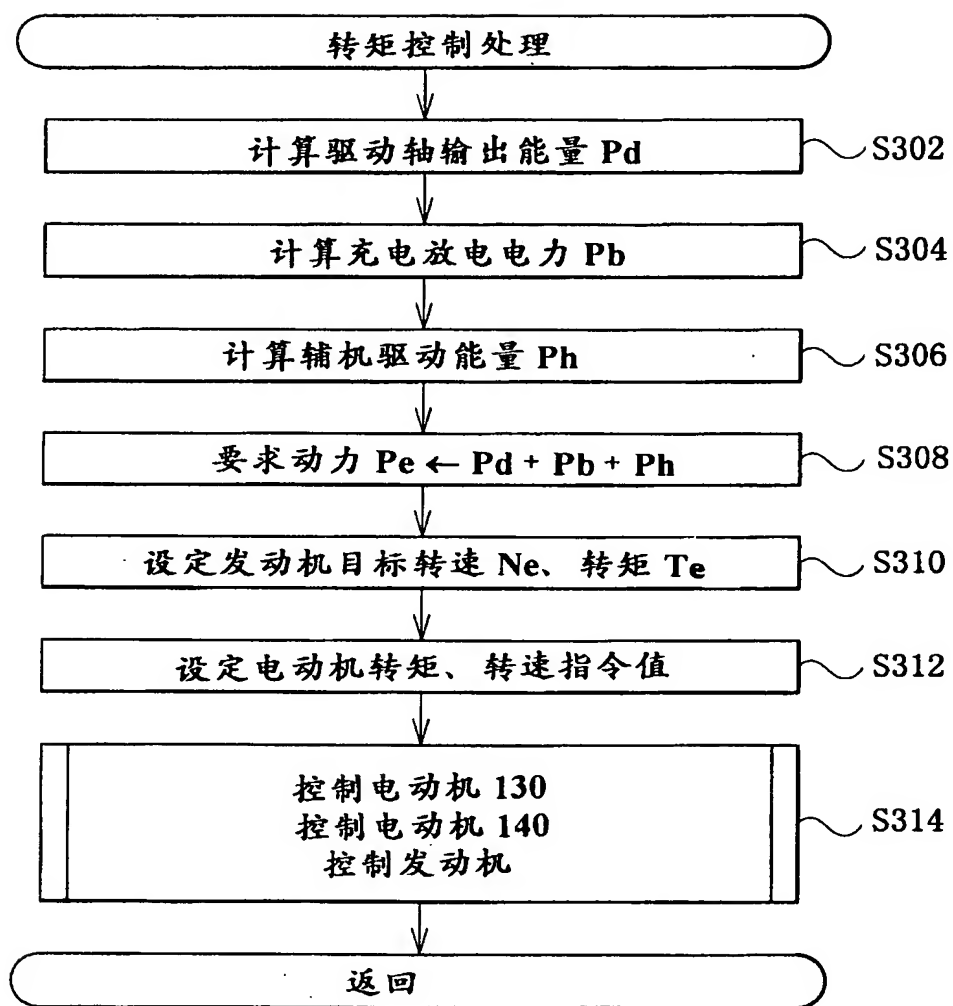 转矩控制处理
计算驱动轴输出能量 Pd
S302
计算充电放电电力 Pb
S304
计算辅机驱动能量 Ph
S306
要求动力 Pe ← Pd + Pb + Ph
S308
设定发动机目标转速 Ne、转矩 Te
S310
设定电动机转矩、转速指令值
S312
控制电动机 130
控制电动机 140
控制发动机
S314
返回